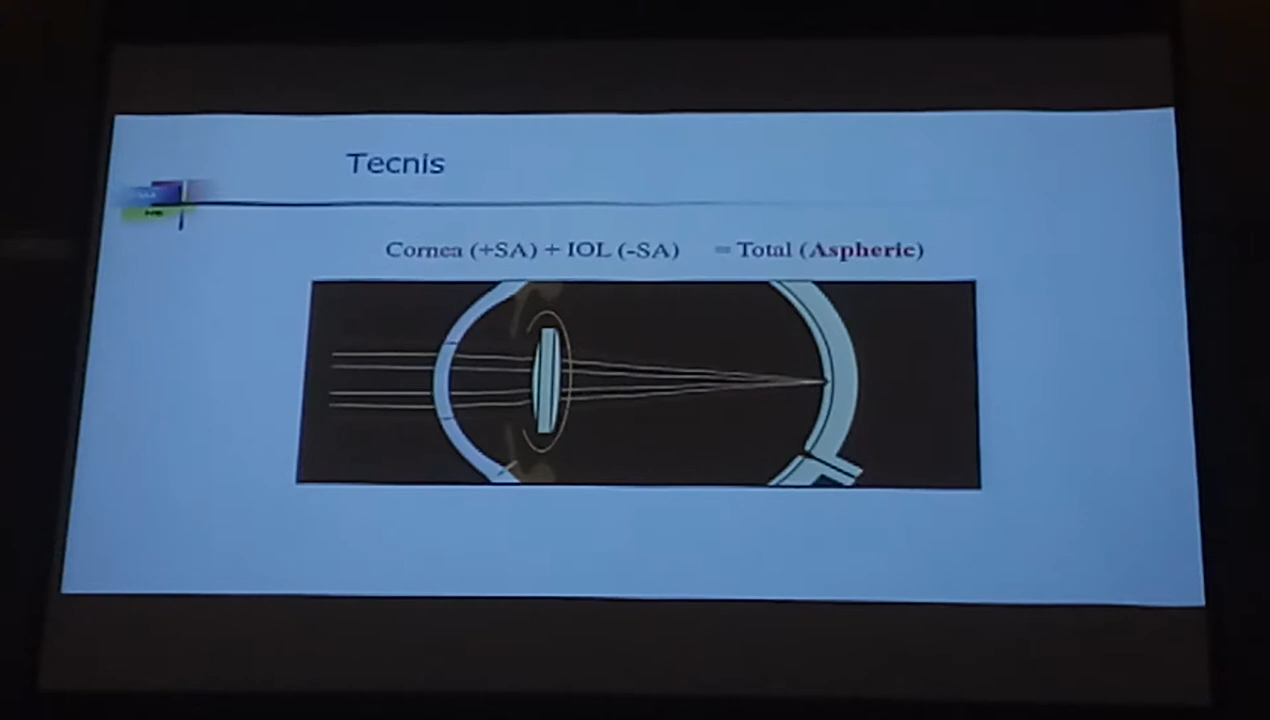 Tecnis
Cornea (+SA) + IOL (-SA) = Total (Aspheric)